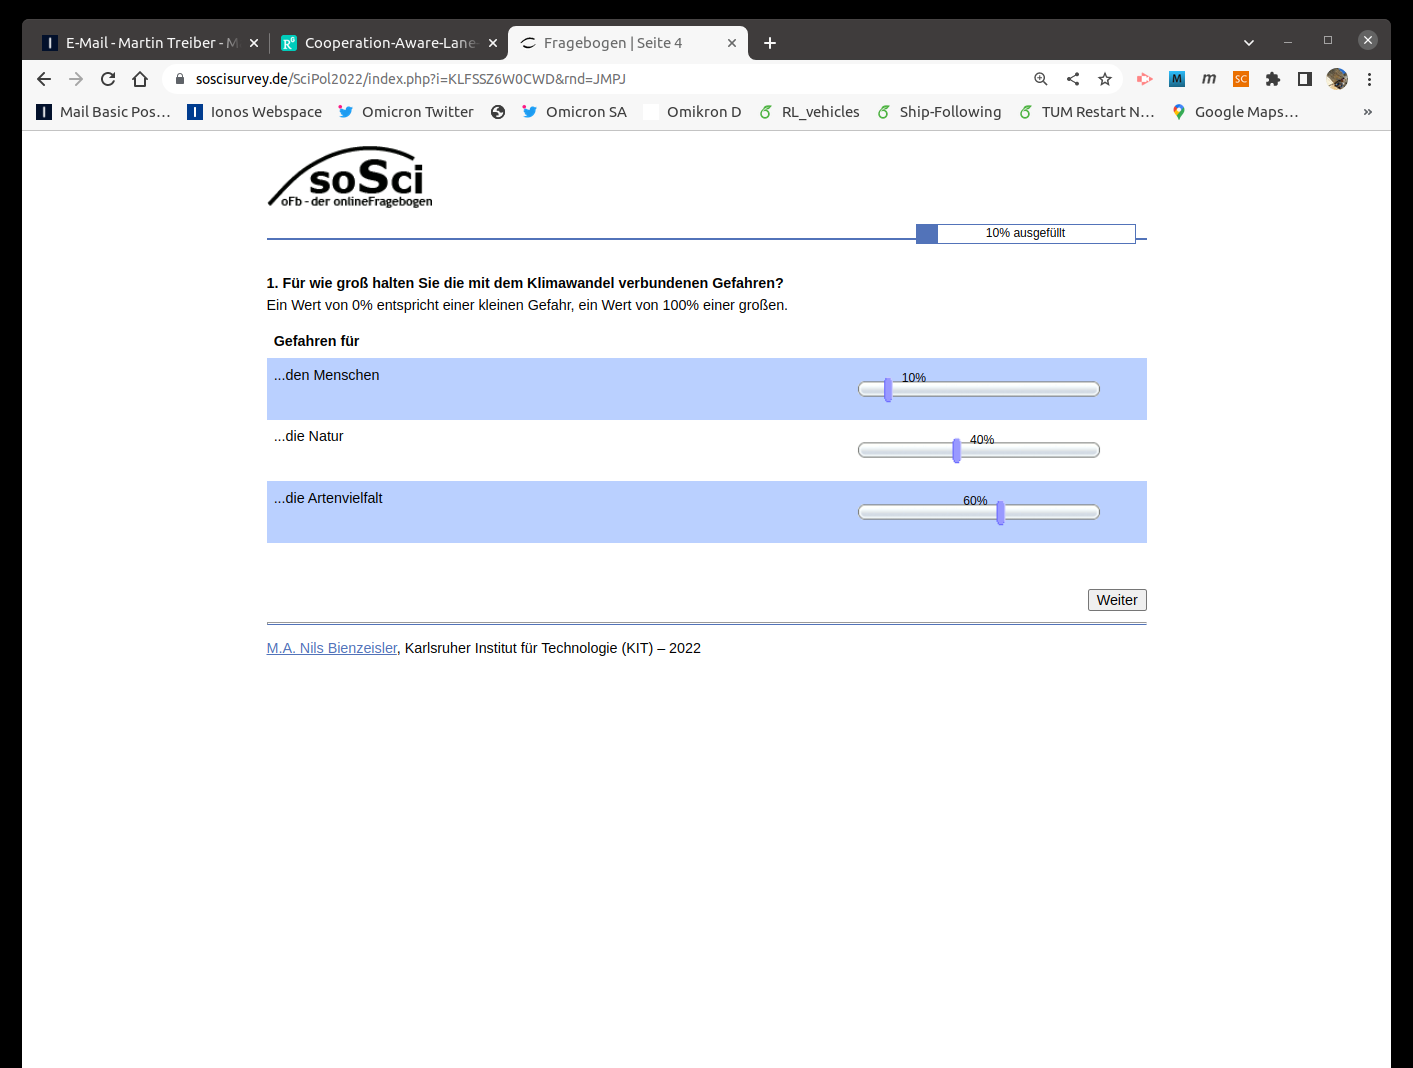 E-Mail - Martin Treiber - M
Cooperation-Aware-Lane-
Fragebogen | Seite 4
soscisurvey.de/SciPol2022/index.php?i=KLFSSZ6W0CWD&rnd=JMPJ
Mail Basic Pos…
Ionos Webspace
Omicron Twitter
Omicron SA
Omikron D
RL_vehicles
Ship-Following
TUM Restart N…
Google Maps…
»
soSci
oFb - der onlineFragebogen
10% ausgefüllt
1. Für wie groß halten Sie die mit dem Klimawandel verbundenen Gefahren?
Ein Wert von 0% entspricht einer kleinen Gefahr, ein Wert von 100% einer großen.
Gefahren für
...den Menschen
10%
...die Natur
40%
...die Artenvielfalt
60%
Weiter
M.A. Nils Bienzeisler, Karlsruher Institut für Technologie (KIT) – 2022